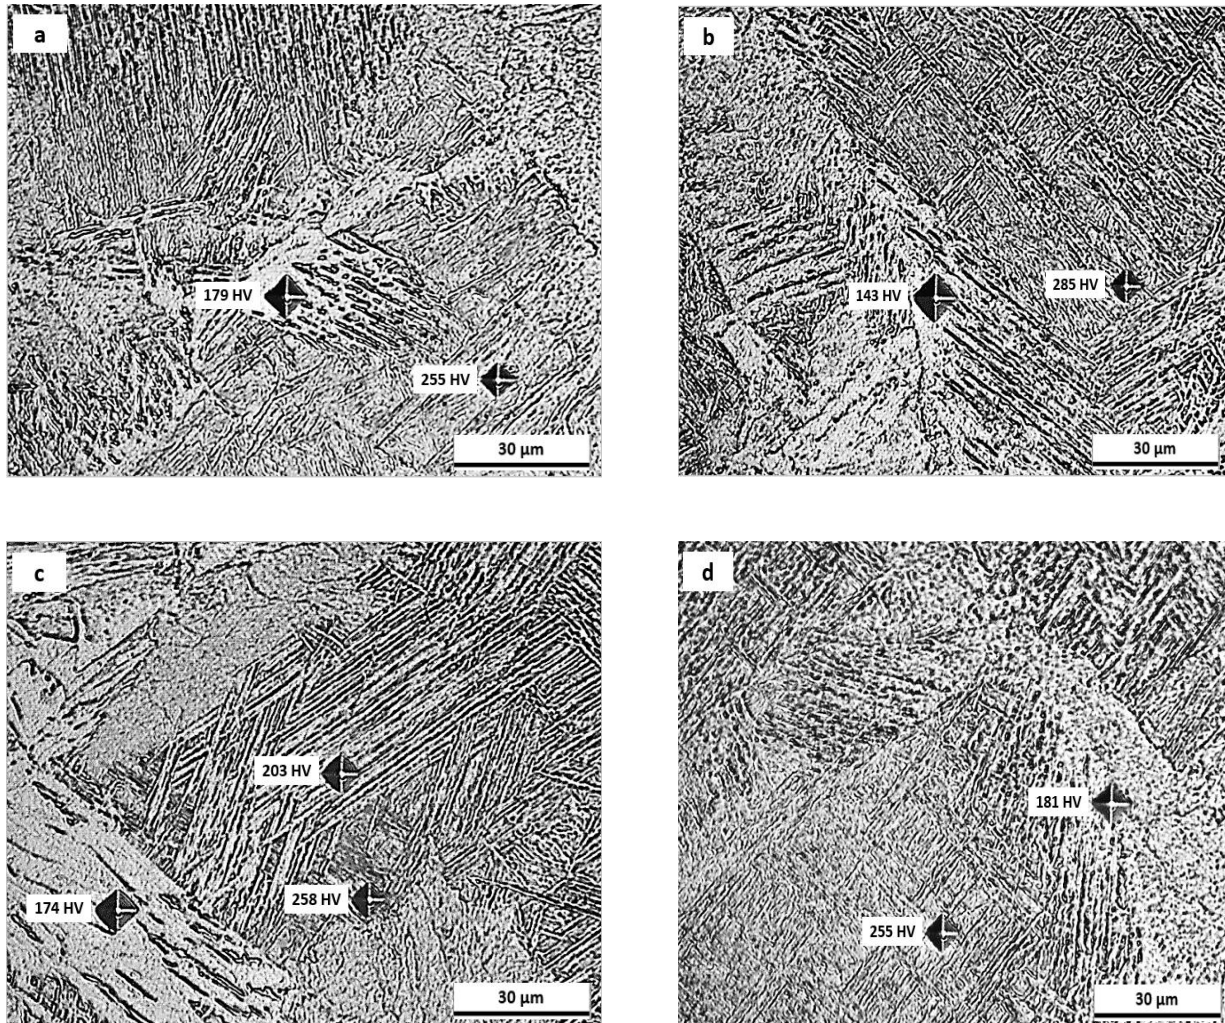 a
179 HV
255 HV
30 µm
b
143 HV
285 HV
30 µm
c
203 HV
174 HV
258 HV
30 µm
d
181 HV
255 HV
30 µm